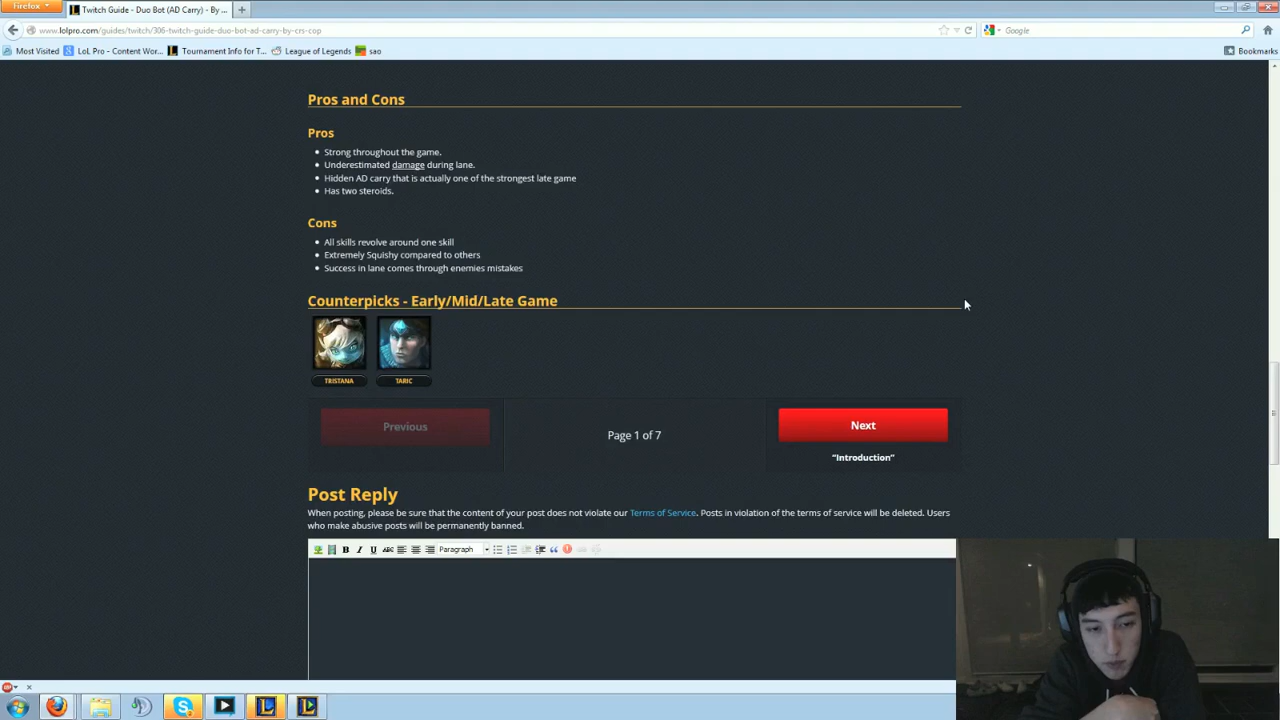 Firefox
Twitch Guide - Duo Bot (AD Carry) - By ...
www.lolpro.com/guides/twitch/306-twitch-guide-duo-bot-ad-carry-by-crs-cop
Google
Most Visited
LoL Pro - Content Wor...
Tournament Info for T...
League of Legends
sao
Bookmarks
Pros and Cons
Pros
Strong throughout the game.
Underestimated damage during lane.
Hidden AD carry that is actually one of the strongest late game
Has two steroids.
Cons
All skills revolve around one skill
Extremely Squishy compared to others
Success in lane comes through enemies mistakes
Counterpicks - Early/Mid/Late Game
TRISTANA
TARIC
Previous
Page 1 of 7
Next
“Introduction”
Post Reply
When posting, please be sure that the content of your post does not violate our Terms of Service. Posts in violation of the terms of service will be deleted. Users
who make abusive posts will be permanently banned.
B I U ABC
Paragraph